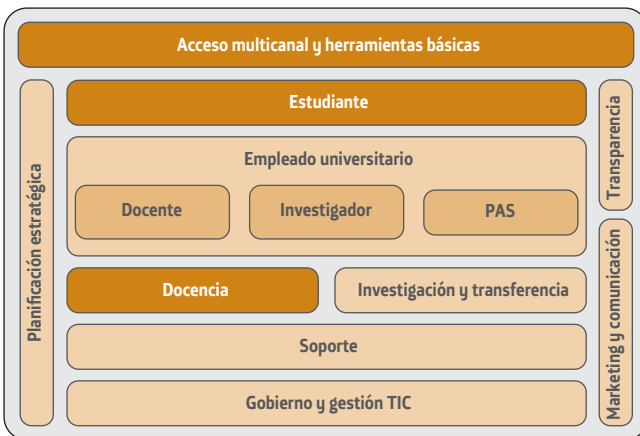 Acceso multicanal y herramientas básicas
Planificación estratégica
Estudiante
Transparencia
Empleado universitario
Docente
Investigador
PAS
Marketing y comunicación
Docencia
Investigación y transferencia
Soporte
Gobierno y gestión TIC